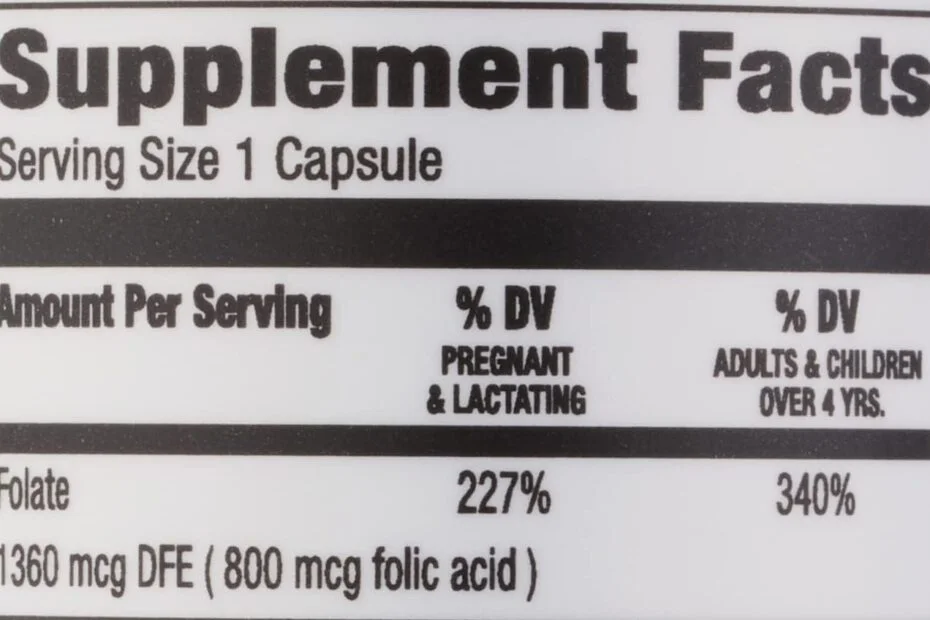 Supplement Facts
Serving Size 1 Capsule
Amount Per Serving % DV % DV
PREGNANT ADULTS & CHILDREN
& LACTATING OVER 4 YRS.
Folate 227% 340%
1360 mcg DFE ( 800 mcg folic acid )